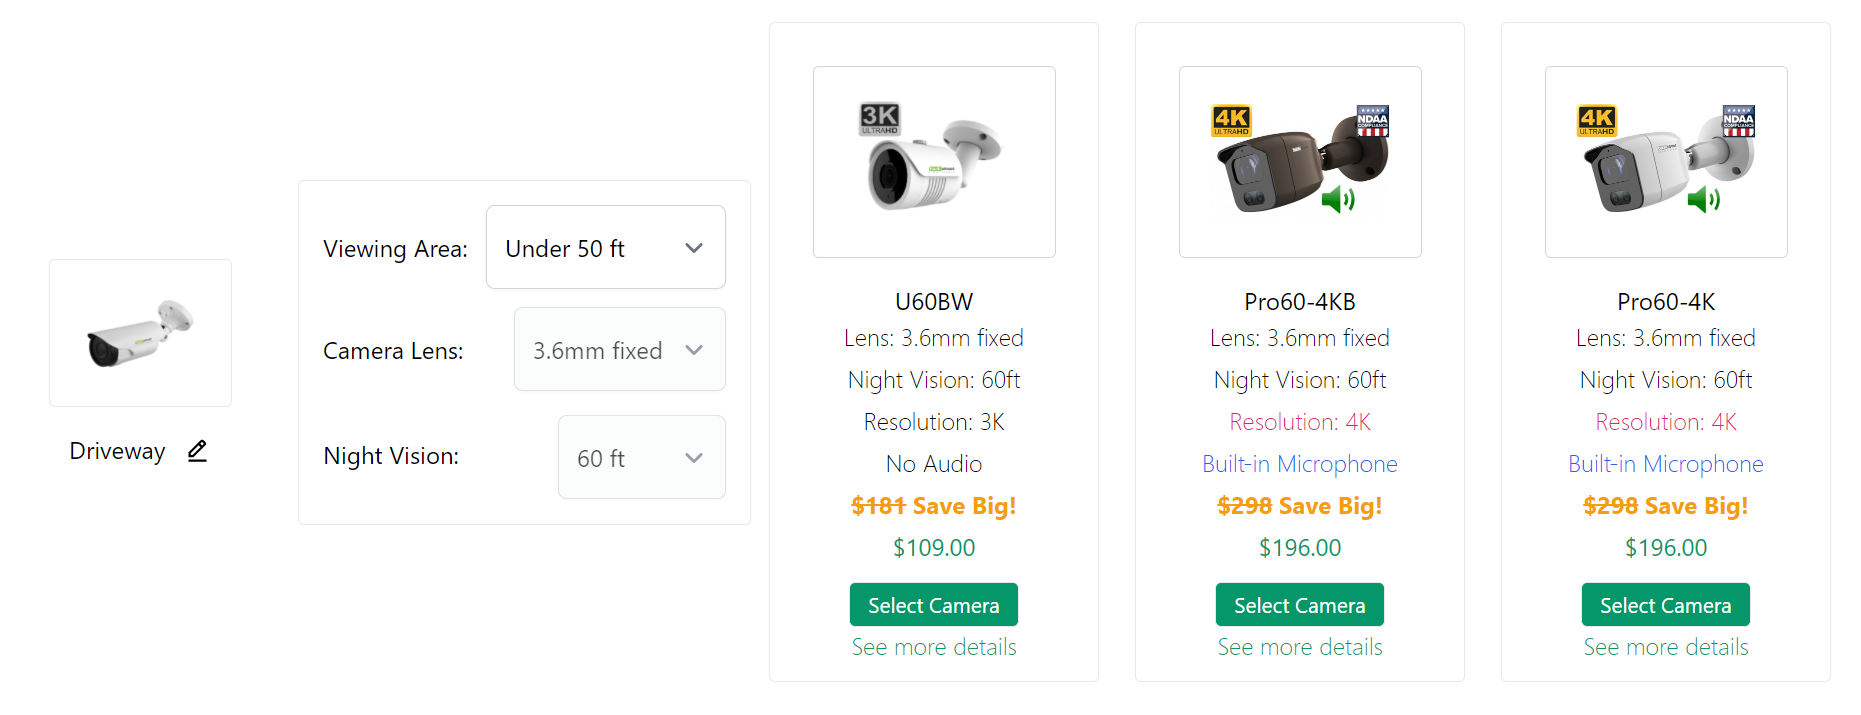 Driveway
Viewing Area: Under 50 ft
Camera Lens: 3.6mm fixed
Night Vision: 60 ft
3K
ULTRAHD
U60BW
Lens: 3.6mm fixed
Night Vision: 60ft
Resolution: 3K
No Audio
$181 Save Big!
$109.00
Select Camera
See more details
4K
ULTRAHD
NDAA
COMPLIANCE
Pro60-4KB
Lens: 3.6mm fixed
Night Vision: 60ft
Resolution: 4K
Built-in Microphone
$298 Save Big!
$196.00
Select Camera
See more details
4K
ULTRAHD
NDAA
COMPLIANCE
Pro60-4K
Lens: 3.6mm fixed
Night Vision: 60ft
Resolution: 4K
Built-in Microphone
$298 Save Big!
$196.00
Select Camera
See more details